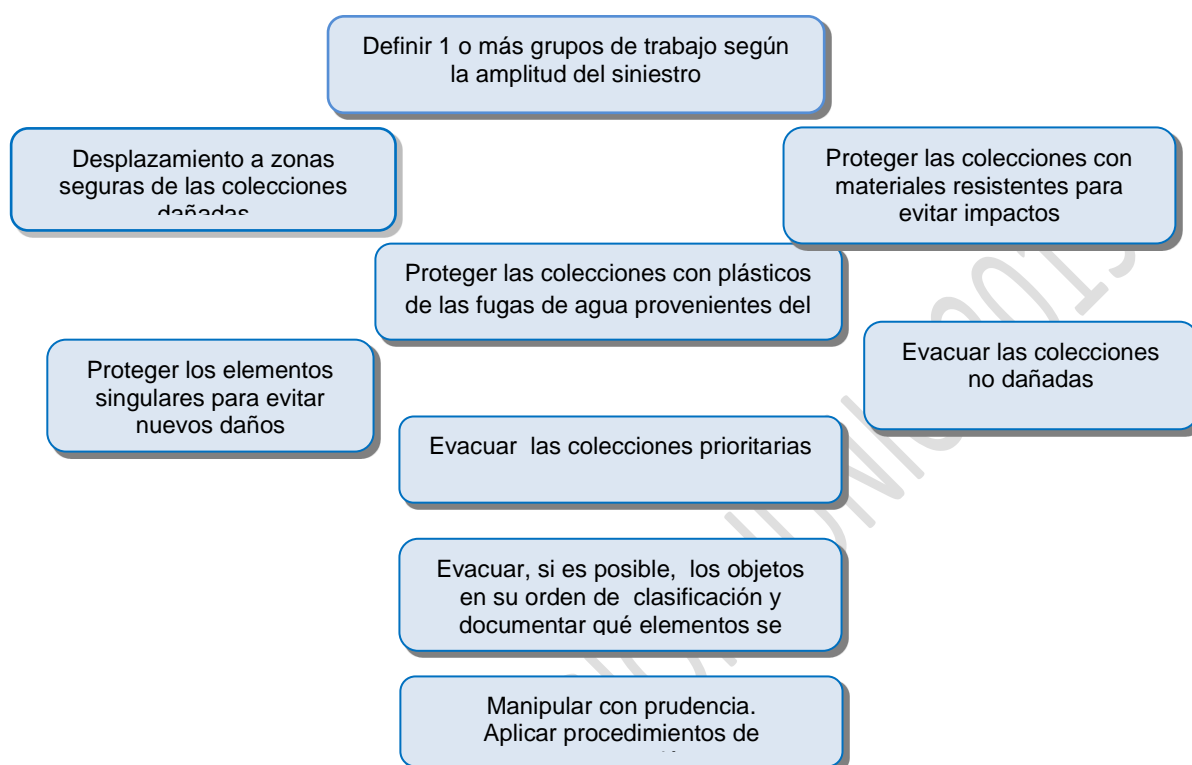 Definir 1 o más grupos de trabajo según
la amplitud del siniestro
Desplazamiento a zonas
seguras de las colecciones
dañadas
Proteger las colecciones con
materiales resistentes para
evitar impactos
Proteger las colecciones con plásticos
de las fugas de agua provenientes del
Proteger los elementos
singulares para evitar
nuevos daños
Evacuar las colecciones
no dañadas
Evacuar las colecciones prioritarias
Evacuar, si es posible, los objetos
en su orden de clasificación y
documentar qué elementos se
Manipular con prudencia.
Aplicar procedimientos de